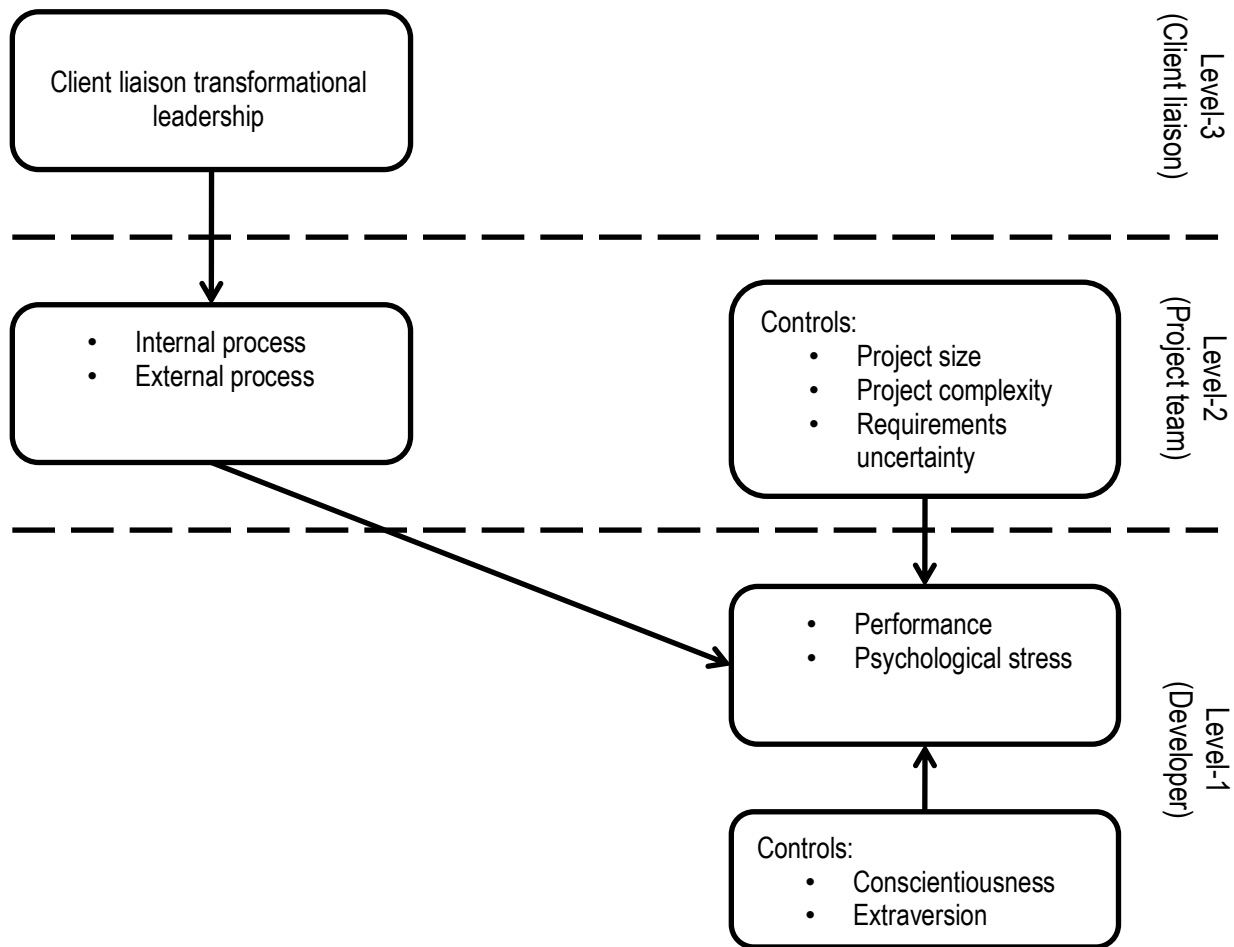 Client liaison transformational
leadership
Level-3
(Client liaison)
• Internal process
• External process
Controls:
• Project size
• Project complexity
• Requirements
uncertainty
Level-2
(Project team)
• Performance
• Psychological stress
Level-1
(Developer)
Controls:
• Conscientiousness
• Extraversion